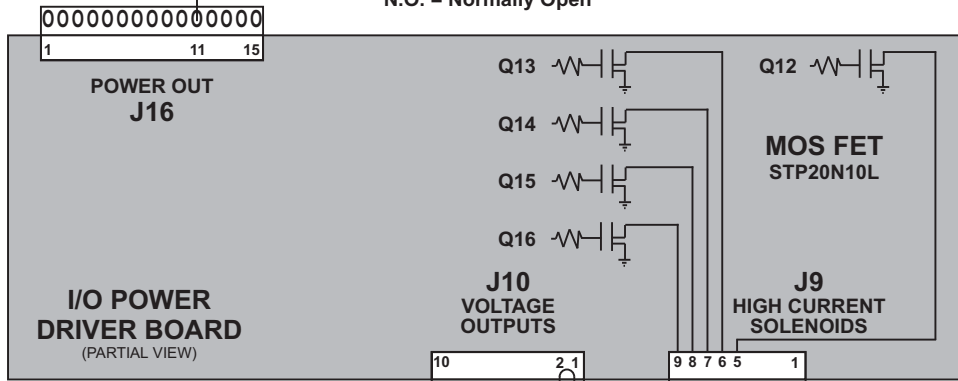 N.O. = Normally Open
1 11 15
POWER OUT
J16
Q13
Q12
Q14
MOS FET
STP20N10L
Q15
Q16
J10
VOLTAGE
OUTPUTS
J9
HIGH CURRENT
SOLENOIDS
I/O POWER
DRIVER BOARD
(PARTIAL VIEW)
10 2 1
9 8 7 6 5 1